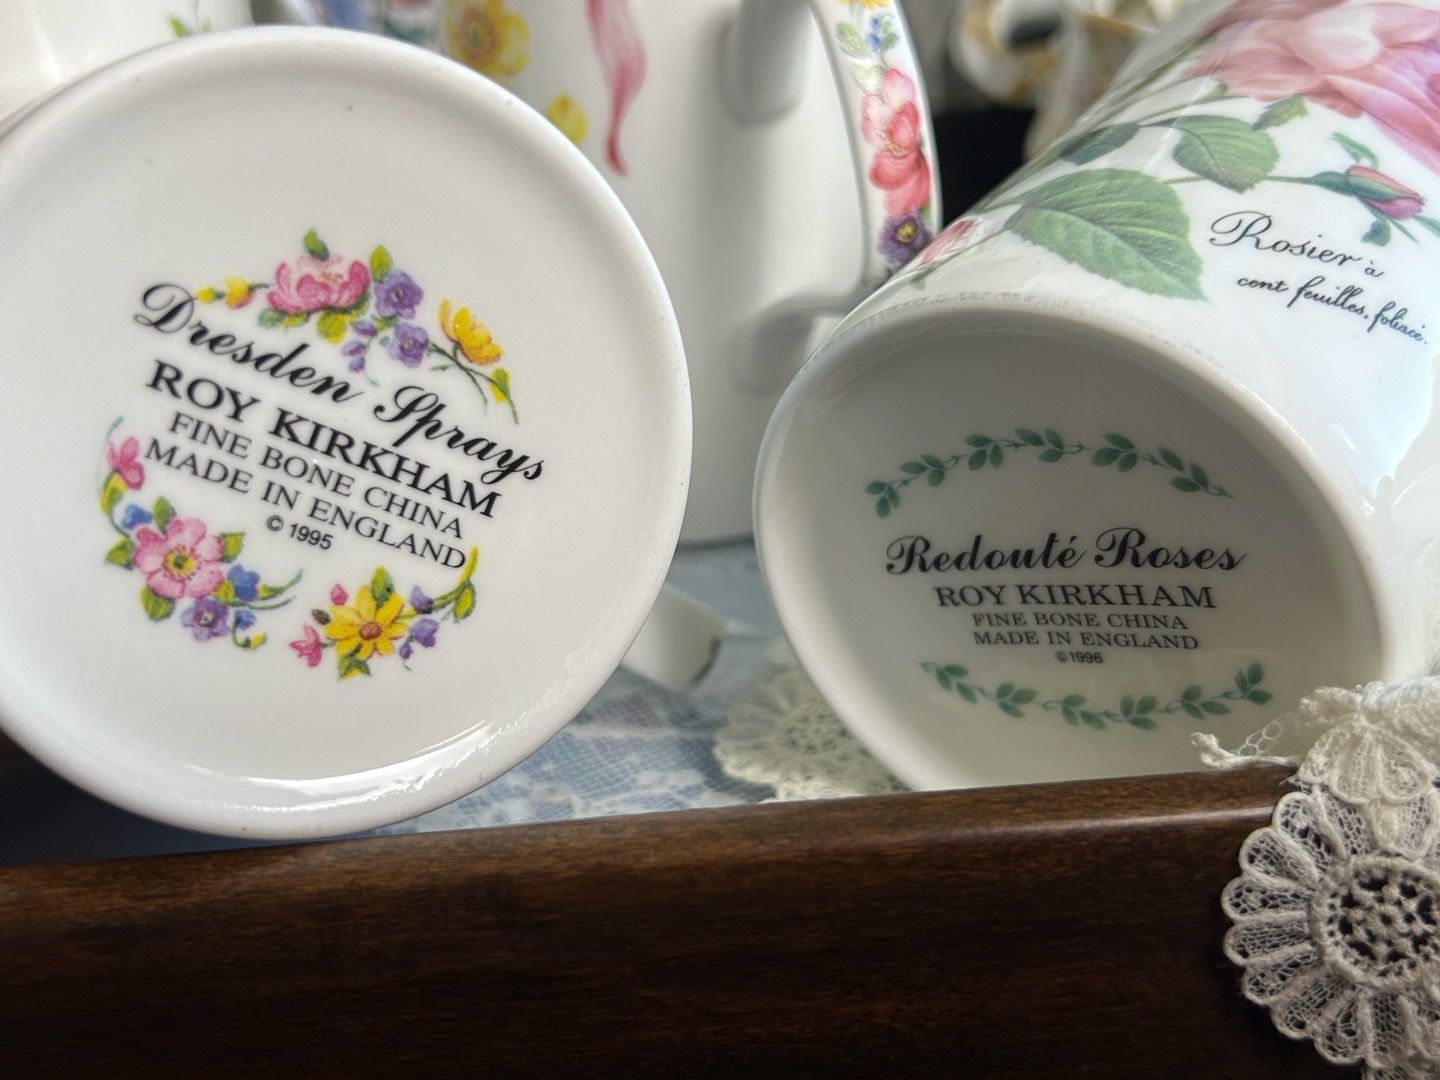 Dresden Sprays
ROY KIRKHAM
FINE BONE CHINA
MADE IN ENGLAND
© 1995
Rosier à
cent feuilles, foliacé.
Redouté Roses
ROY KIRKHAM
FINE BONE CHINA
MADE IN ENGLAND
© 1996